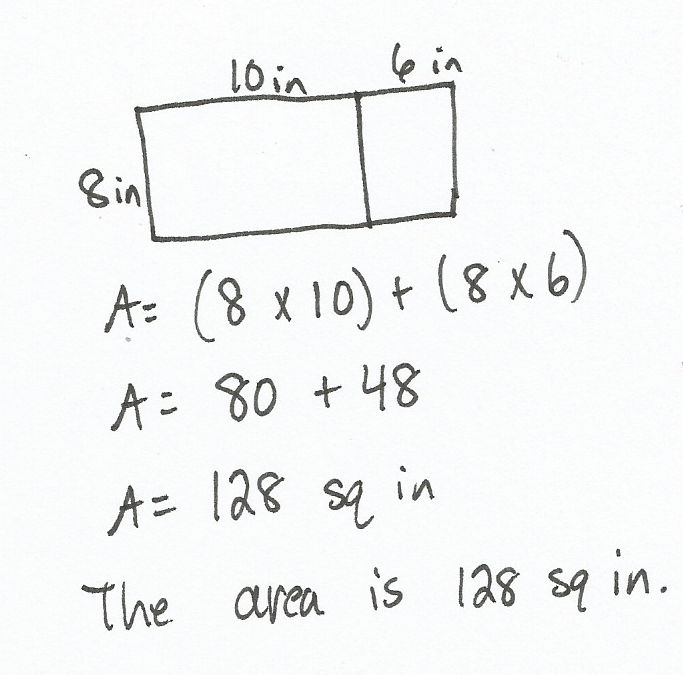 10 in 6 in
8 in
A= (8 x 10) + (8 x 6)
A= 80 + 48
A= 128 sq in
The area is 128 sq in.